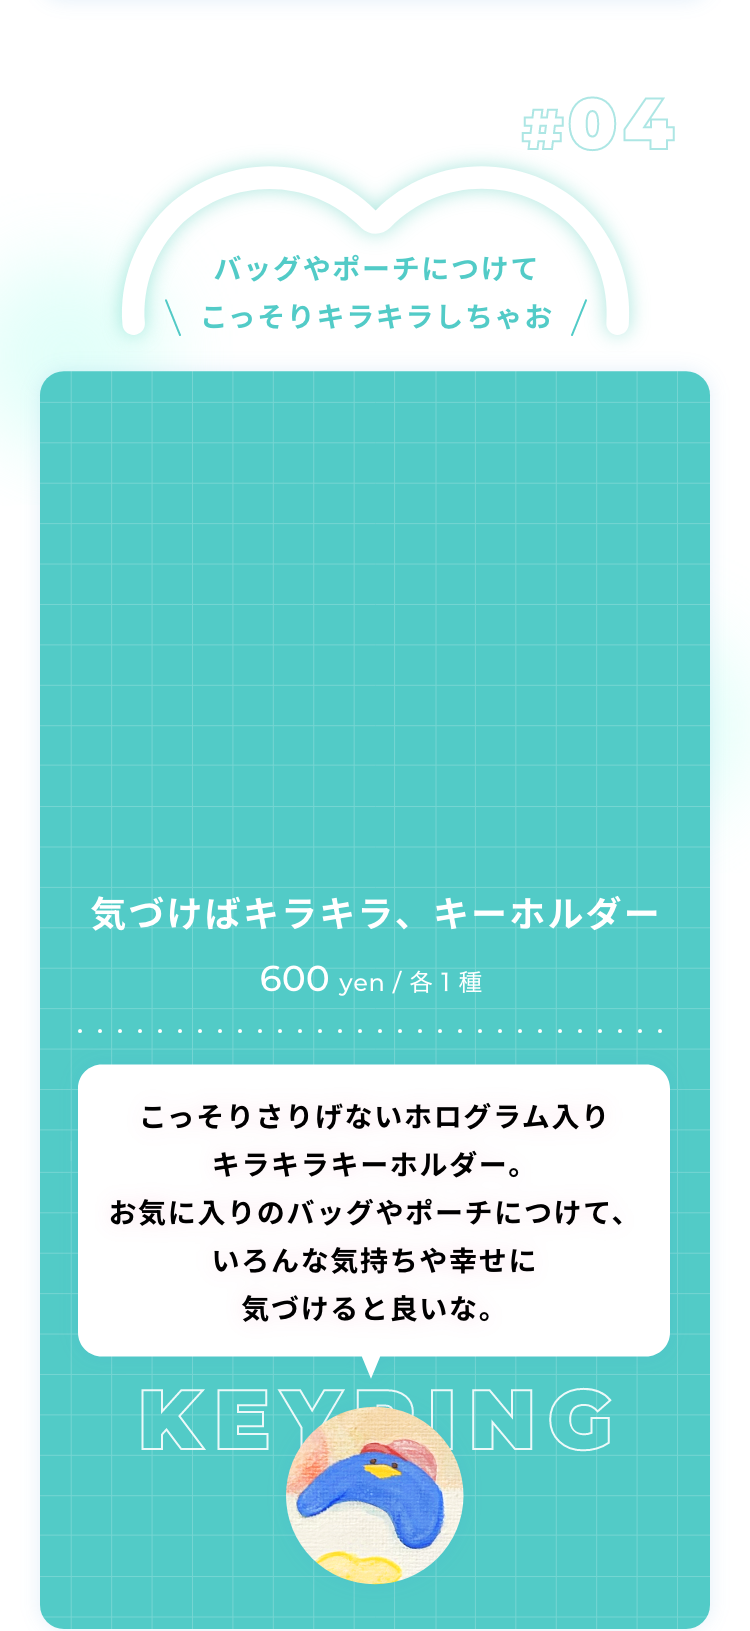 #04
バッグやポーチにつけて
\ こっそりキラキラしちゃお /
気づけばキラキラ、キーホルダー
600 yen / 各1種
こっそりさりげないホログラム入り
キラキラキーホルダー。
お気に入りのバッグやポーチにつけて、
いろんな気持ちや幸せに
気づけると良いな。
KEYRING